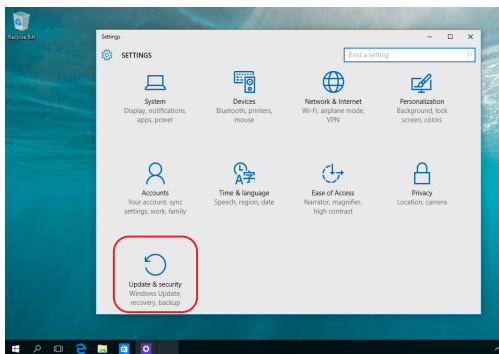 Recycle Bin
Settings
SETTINGS
Find a setting
System
Display, notifications,
apps, power
Devices
Bluetooth, printers,
mouse
Network & Internet
Wi-Fi, airplane mode,
VPN
Personalization
Background, lock
screen, colors
Accounts
Your account, sync
settings, work, family
Time & language
Speech, region, date
Ease of Access
Narrator, magnifier,
high contrast
Privacy
Location, camera
Update & security
Windows Update,
recovery, backup